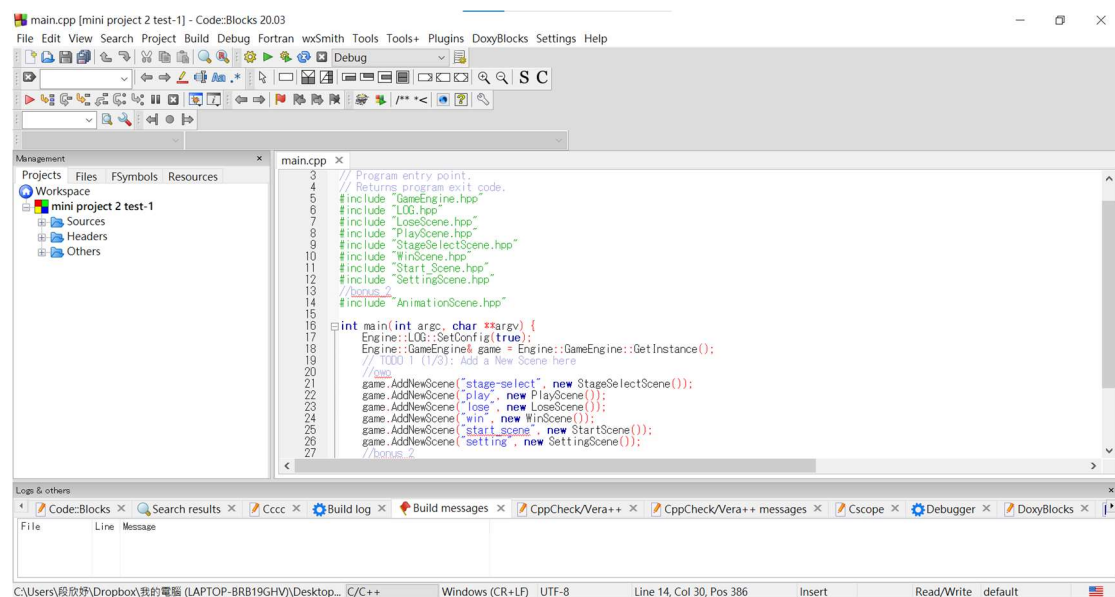 main.cpp [mini project 2 test-1] - Code::Blocks 20.03
File Edit View Search Project Build Debug Fortran wxSmith Tools Tools+ Plugins DoxyBlocks Settings Help
Debug
S C
/** *<
Management
Projects Files FSymbols Resources
Workspace
mini project 2 test-1
Sources
Headers
Others
main.cpp
3 // Program entry point.
4 // Returns program exit code.
5 #include "GameEngine.hpp"
6 #include "LOG.hpp"
7 #include "LoseScene.hpp"
8 #include "PlayScene.hpp"
9 #include "StageSelectScene.hpp"
10 #include "WinScene.hpp"
11 #include "Start_Scene.hpp"
12 #include "SettingScene.hpp"
13 //bonus_2
14 #include "AnimationScene.hpp"
15
16 int main(int argc, char **argv) {
17 Engine::LOG::SetConfig(true);
18 Engine::GameEngine& game = Engine::GameEngine::GetInstance();
19 // TODO 1 (1/3): Add a New Scene here
20 //owo
21 game.AddNewScene("stage-select", new StageSelectScene());
22 game.AddNewScene("play", new PlayScene());
23 game.AddNewScene("lose", new LoseScene());
24 game.AddNewScene("win", new WinScene());
25 game.AddNewScene("start_scene", new StartScene());
26 game.AddNewScene("setting", new SettingScene());
27 //bonus_2
Logs & others
Code::Blocks Search results Cccc Build log Build messages CppCheck/Vera++ CppCheck/Vera++ messages Cscope Debugger DoxyBlocks
File Line Message
C:\Users\段欣妤\Dropbox\我的電腦 (LAPTOP-BRB19GHV)\Desktop... C/C++ Windows (CR+LF) UTF-8 Line 14, Col 30, Pos 386 Insert Read/Write default